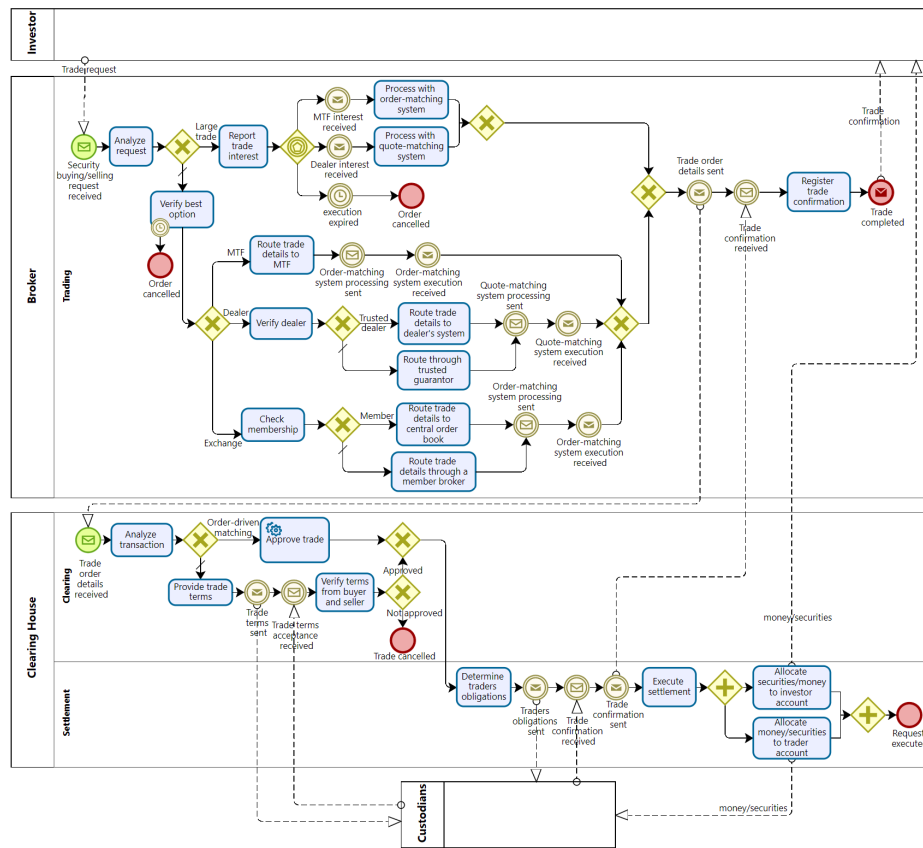 Investor
Trade request
Broker
Trading
Security
buying/selling
request
received
Analyze
request
Large
trade
Report
trade
interest
MTF interest
received
Process with
order-matching
system
Dealer interest
received
Process with
quote-matching
system
execution
expired
Order
cancelled
Verify best
option
Order
cancelled
MTF
Route trade
details to
MTF
Order-matching
system processing
sent
Order-matching
system execution
received
Dealer
Verify dealer
Trusted
dealer
Route trade
details to
dealer's system
Quote-matching
system processing
sent
Quote-matching
system execution
received
Route through
trusted
guarantor
Exchange
Check
membership
Member
Route trade
details to
central order
book
Order-matching
system processing
sent
Order-matching
system execution
received
Route trade
details through a
member broker
Trade order
details sent
Trade
confirmation
received
Register
trade
confirmation
Trade
completed
Trade
confirmation
Clearing House
Clearing
Trade
order
details
received
Analyze
transaction
Order-driven
matching
Approve trade
Provide trade
terms
Trade
terms
sent
Trade terms
acceptance
received
Verify terms
from buyer
and seller
Approved
Not approved
Trade cancelled
money/securities
Settlement
Determine
traders
obligations
Traders
obligations
sent
Trade
confirmation
received
Trade
confirmation
sent
Execute
settlement
Allocate
securities/money
to investor
account
Allocate
money/securities
to trader
account
Request
execute
Custodians
money/securities